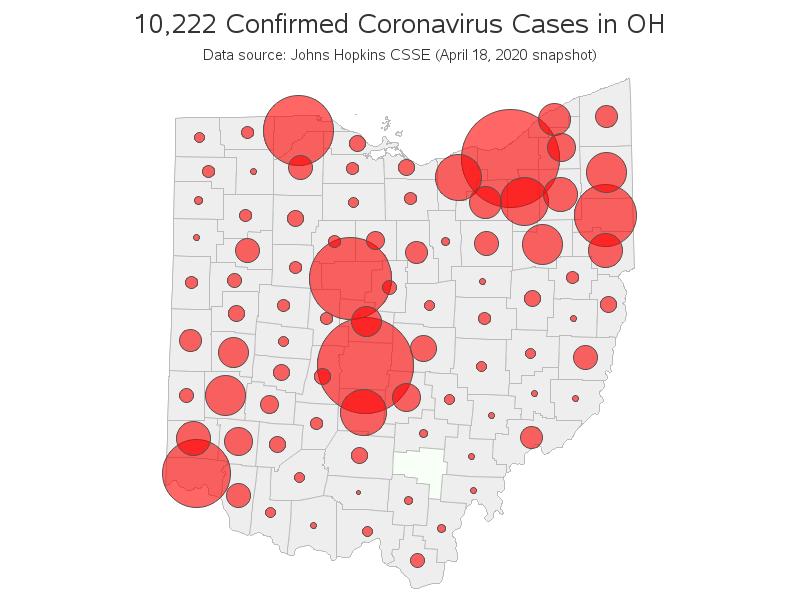 10,222 Confirmed Coronavirus Cases in OH
Data source: Johns Hopkins CSSE (April 18, 2020 snapshot)